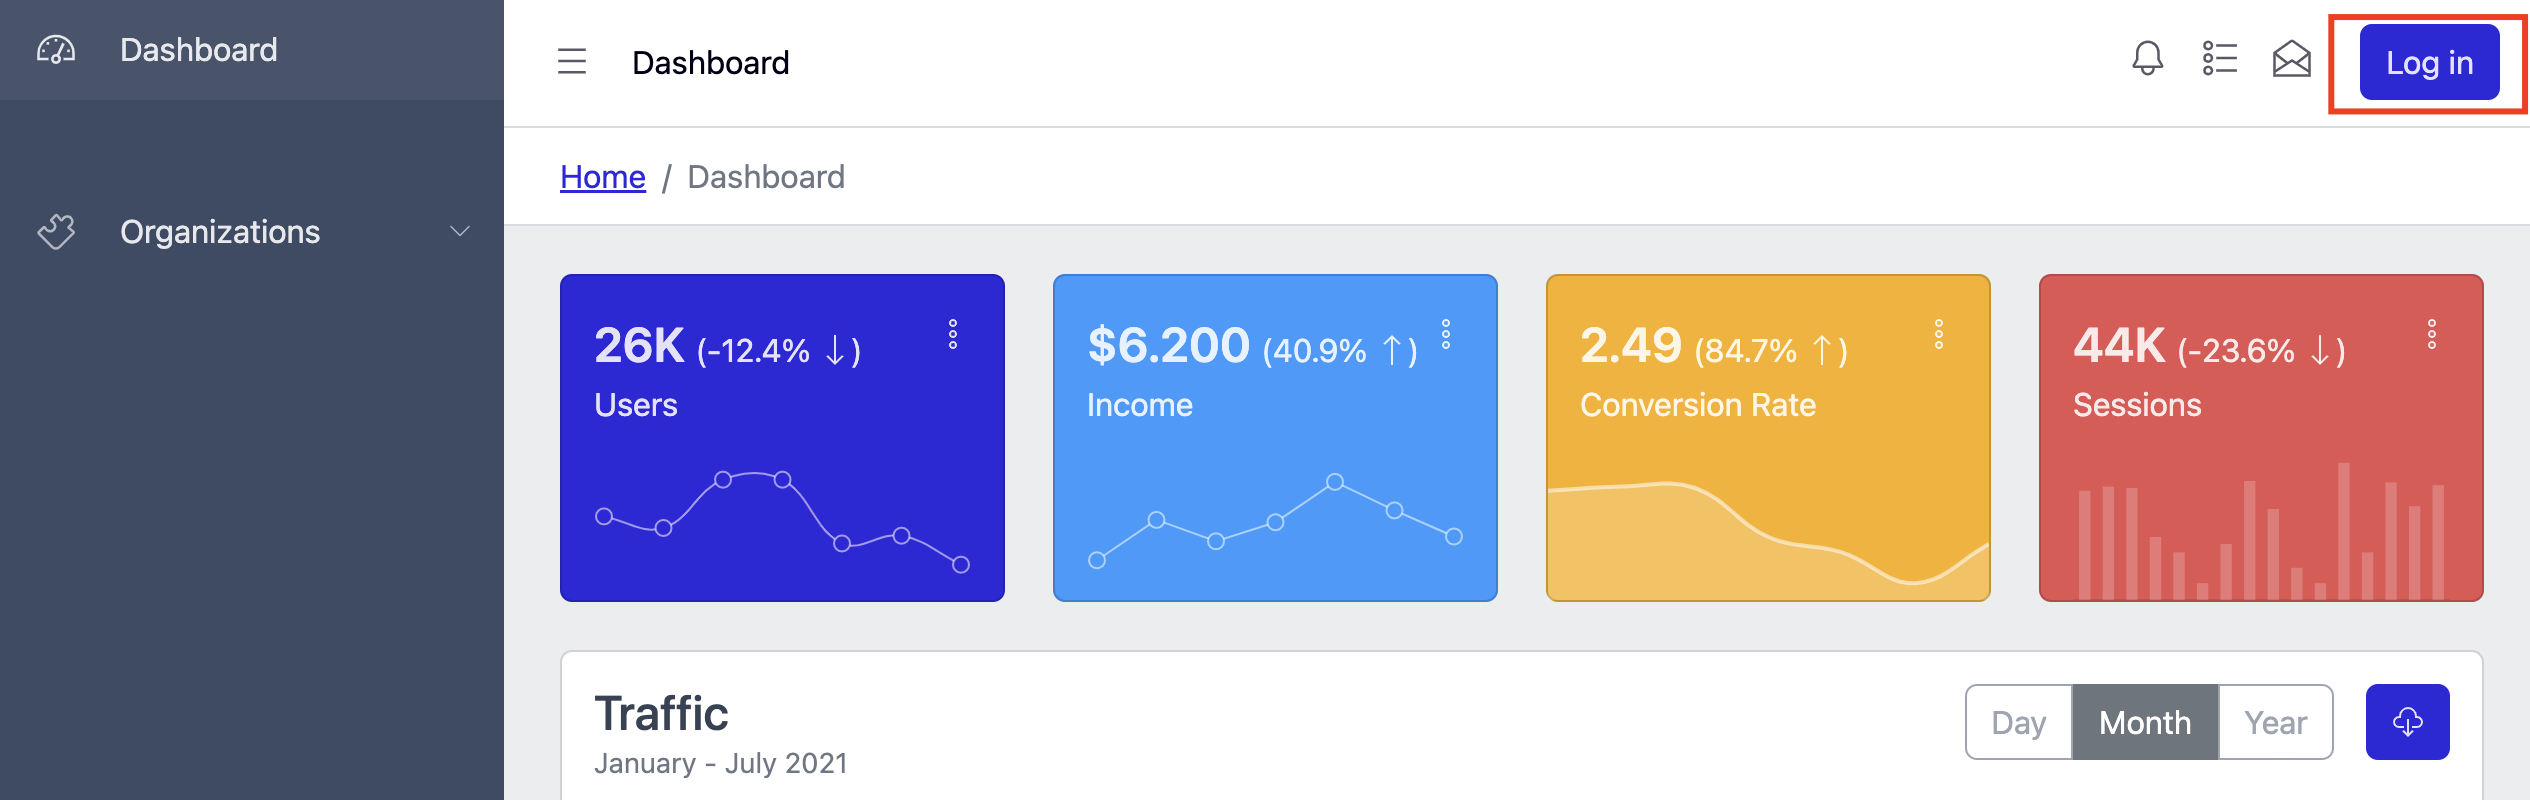 Dashboard
Organizations
Dashboard
Log in
Home / Dashboard
26K (-12.4% ↓)
Users
$6.200 (40.9% ↑)
Income
2.49 (84.7% ↑)
Conversion Rate
44K (-23.6% ↓)
Sessions
Traffic
January - July 2021
Day Month Year